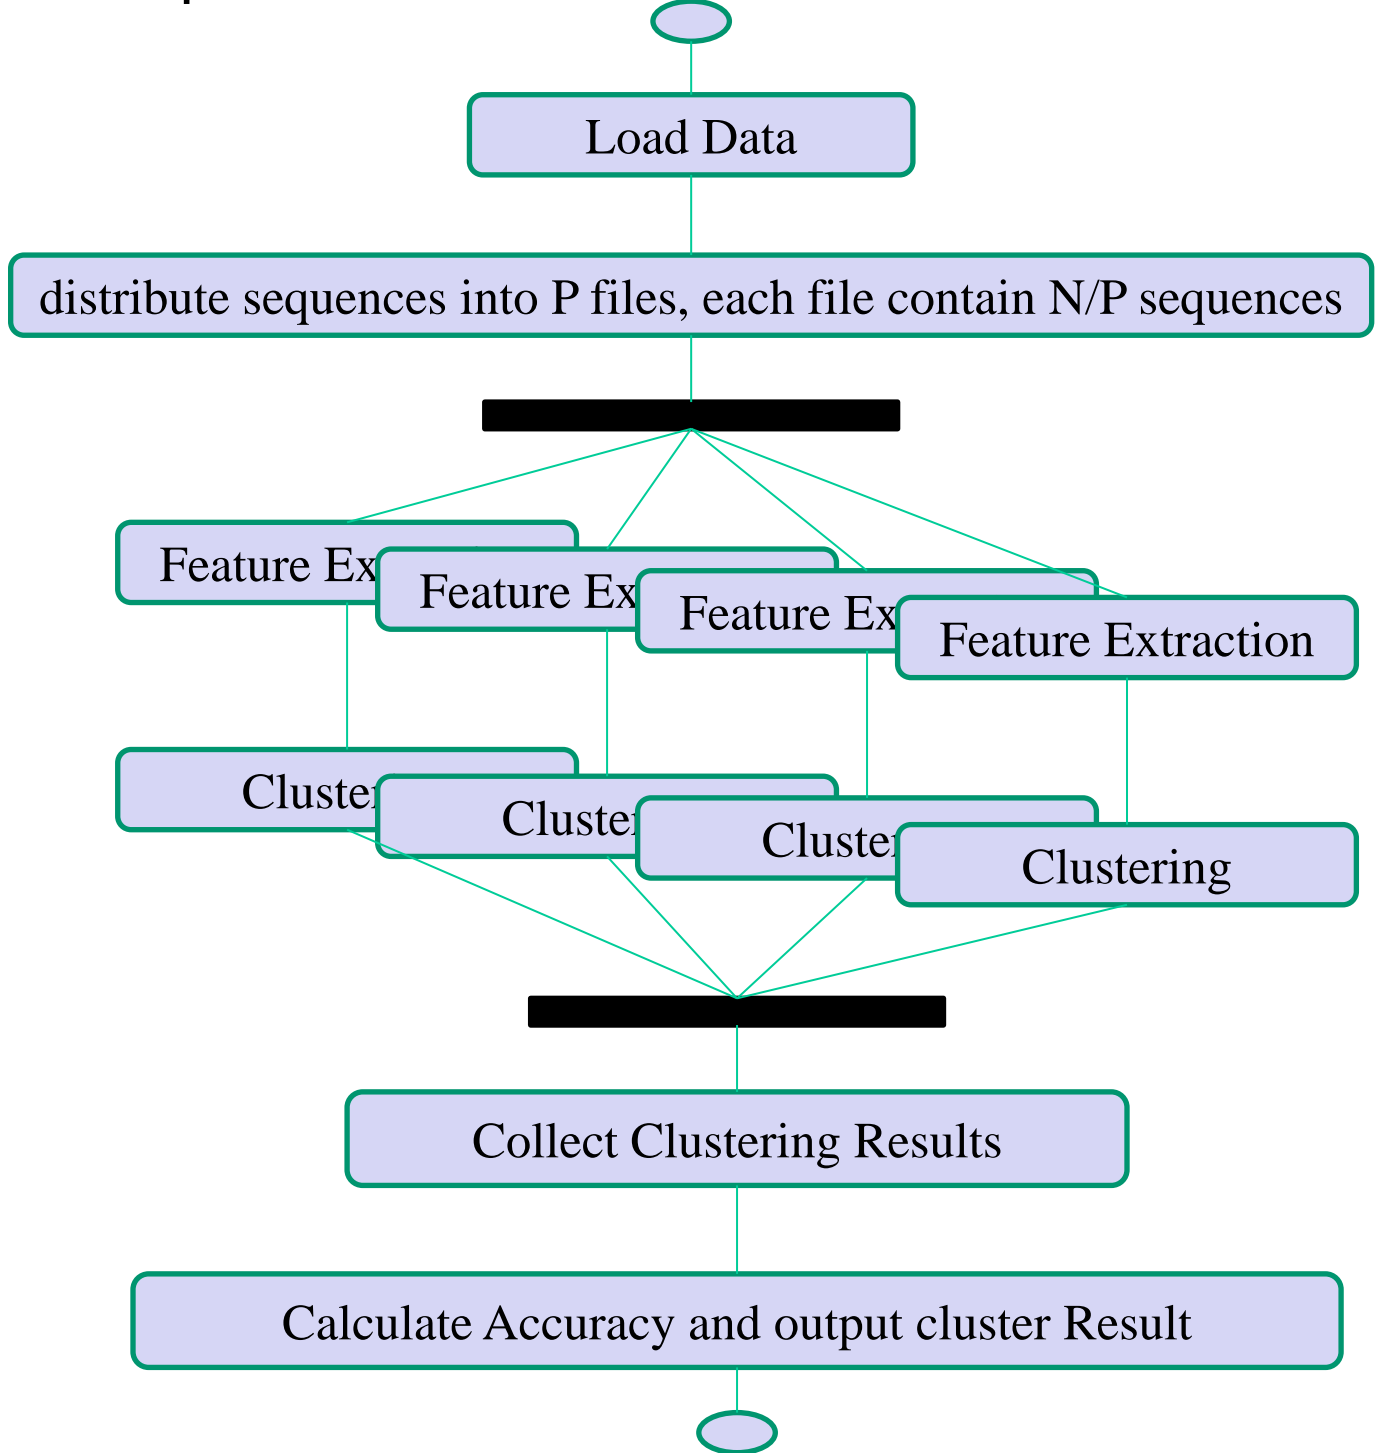 Load Data
distribute sequences into P files, each file contain N/P sequences
Feature Ex
Feature Ex
Feature Ex
Feature Extraction
Cluster
Cluster
Cluster
Clustering
Collect Clustering Results
Calculate Accuracy and output cluster Result